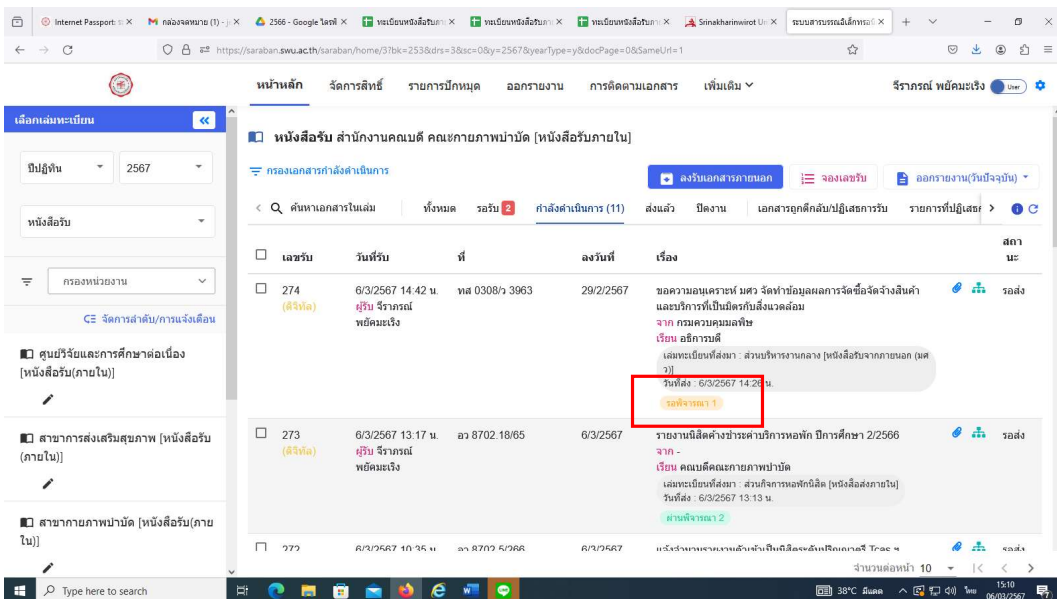 Internet Passport: ระ
กล่องจดหมาย (1) - j
2566 - Google ไดรฟ์
ทะเบียนหนังสือรับภา
ทะเบียนหนังสือรับภา
ทะเบียนหนังสือรับภา
Srinakharinwirot Un
ระบบสารบรรณอิเล็กทรอนิ
https://saraban.swu.ac.th/saraban/home/3?bk=253&drs=3&sc=0&y=2567&yearType=y&docPage=0&SameUrl=1
หน้าหลัก
จัดการสิทธิ์
รายการปักหมุด
ออกรายงาน
การติดตามเอกสาร
เพิ่มเติม
จีราภรณ์ พยัคมะเริง
User
เลือกเล่มทะเบียน
ปีปฏิทิน
2567
หนังสือรับ
กรองหน่วยงาน
จัดการลำดับ/การแจ้งเตือน
ศูนย์วิจัยและการศึกษาต่อเนื่อง
[หนังสือรับ(ภายใน)]
สาขาการส่งเสริมสุขภาพ [หนังสือรับ
(ภายใน)]
สาขากายภาพบำบัด [หนังสือรับ(ภาย
ใน)]
หนังสือรับ สำนักงานคณบดี คณะกายภาพบำบัด [หนังสือรับภายใน]
กรองเอกสารกำลังดำเนินการ
ลงรับเอกสารภายนอก
จองเลขรับ
ออกรายงาน(วันปัจจุบัน)
ค้นหาเอกสารในเล่ม
ทั้งหมด
รอรับ 2
กำลังดำเนินการ (11)
ส่งแล้ว
ปิดงาน
เอกสารถูกตีกลับ/ปฏิเสธการรับ
รายการที่ปฏิเสธ
เลขรับ
วันที่รับ
ที่
ลงวันที่
เรื่อง
สถา
นะ
274
(ดิจิทัล)
6/3/2567 14:42 น.
ผู้รับ จีราภรณ์
พยัคมะเริง
ทส 0308/ว 3963
29/2/2567
ขอความอนุเคราะห์ มศว จัดทำข้อมูลผลการจัดซื้อจัดจ้างสินค้า
และบริการที่เป็นมิตรกับสิ่งแวดล้อม
จาก กรมควบคุมมลพิษ
เรียน อธิการบดี
เล่มทะเบียนที่ส่งมา : ส่วนบริหารงานกลาง [หนังสือรับจากภายนอก (มศ
ว)]
วันที่ส่ง : 6/3/2567 14:26 น.
รอพิจารณา 1
รอส่ง
273
(ดิจิทัล)
6/3/2567 13:17 น.
ผู้รับ จีราภรณ์
พยัคมะเริง
อว 8702.18/65
6/3/2567
รายงานนิสิตค้างชำระค่าบริการหอพัก ปีการศึกษา 2/2566
จาก -
เรียน คณบดีคณะกายภาพบำบัด
เล่มทะเบียนที่ส่งมา : ส่วนกิจการหอพักนิสิต [หนังสือส่งภายใน]
วันที่ส่ง : 6/3/2567 13:13 น.
ผ่านพิจารณา 2
รอส่ง
272
6/3/2567 10:35 น.
อว 8702.5/266
6/3/2567
รอส่ง
จำนวนต่อหน้า 10
Type here to search
38°C มีแดด
ไทย
15:10
06/03/2567